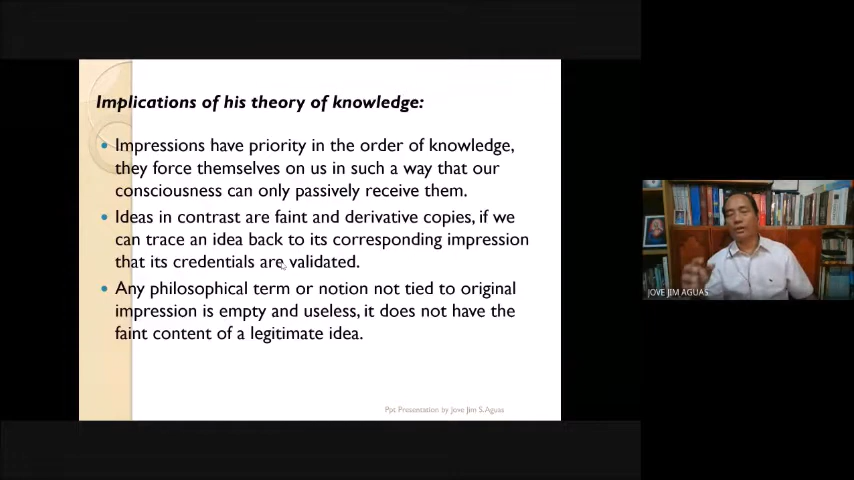 Implications of his theory of knowledge:
• Impressions have priority in the order of knowledge,
they force themselves on us in such a way that our
consciousness can only passively receive them.
• Ideas in contrast are faint and derivative copies, if we
can trace an idea back to its corresponding impression
that its credentials are validated.
• Any philosophical term or notion not tied to original
impression is empty and useless, it does not have the
faint content of a legitimate idea.
Ppt Presentation by Jove Jim S.Aguas
JOVE JIM AGUAS